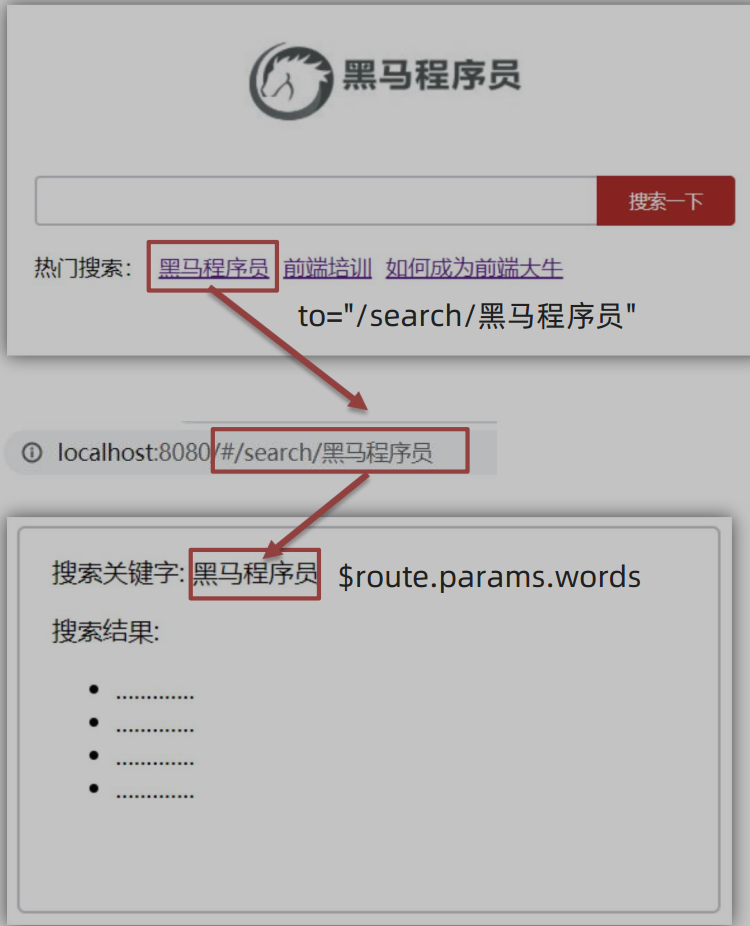 黑马程序员
搜索一下
热门搜索： 黑马程序员 前端培训 如何成为前端大牛
to="/search/黑马程序员"
localhost:8080/#/search/黑马程序员
搜索关键字: 黑马程序员 $route.params.words
搜索结果:
.............
.............
.............
.............